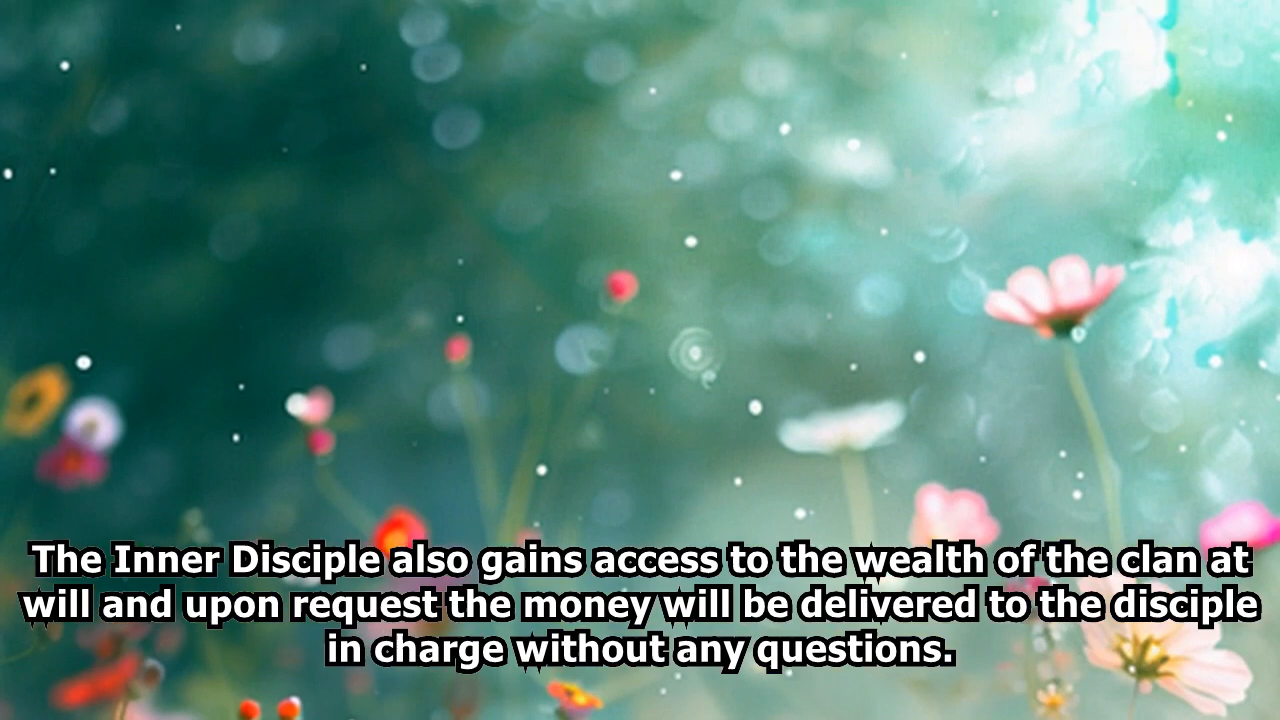 The Inner Disciple also gains access to the wealth of the clan at
will and upon request the money will be delivered to the disciple
in charge without any questions.